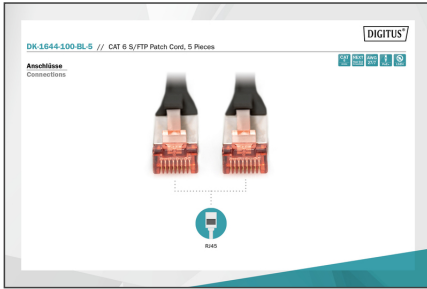 DIGITUS®
DK-1644-100-BL-5 // CAT 6 S/FTP Patch Cord, 5 Pieces
Anschlüsse
Connections
RJ45